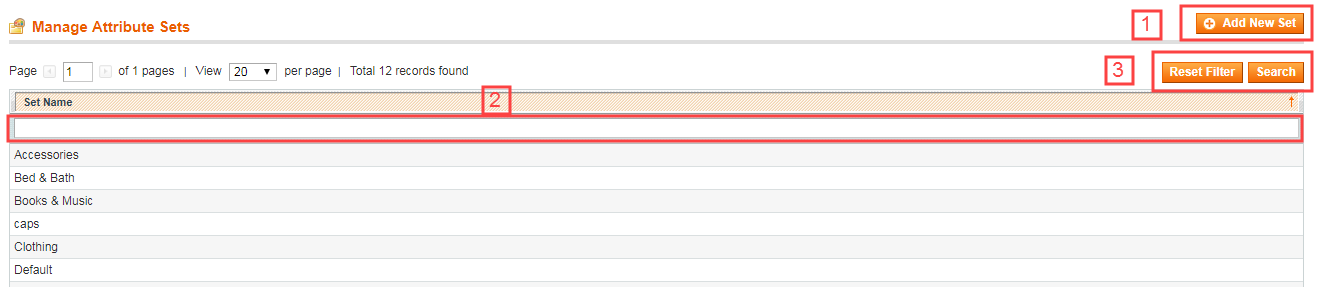 Manage Attribute Sets
1
Add New Set
Page 1 of 1 pages | View 20 per page | Total 12 records found
3
Reset Filter Search
Set Name
2
Accessories
Bed & Bath
Books & Music
caps
Clothing
Default